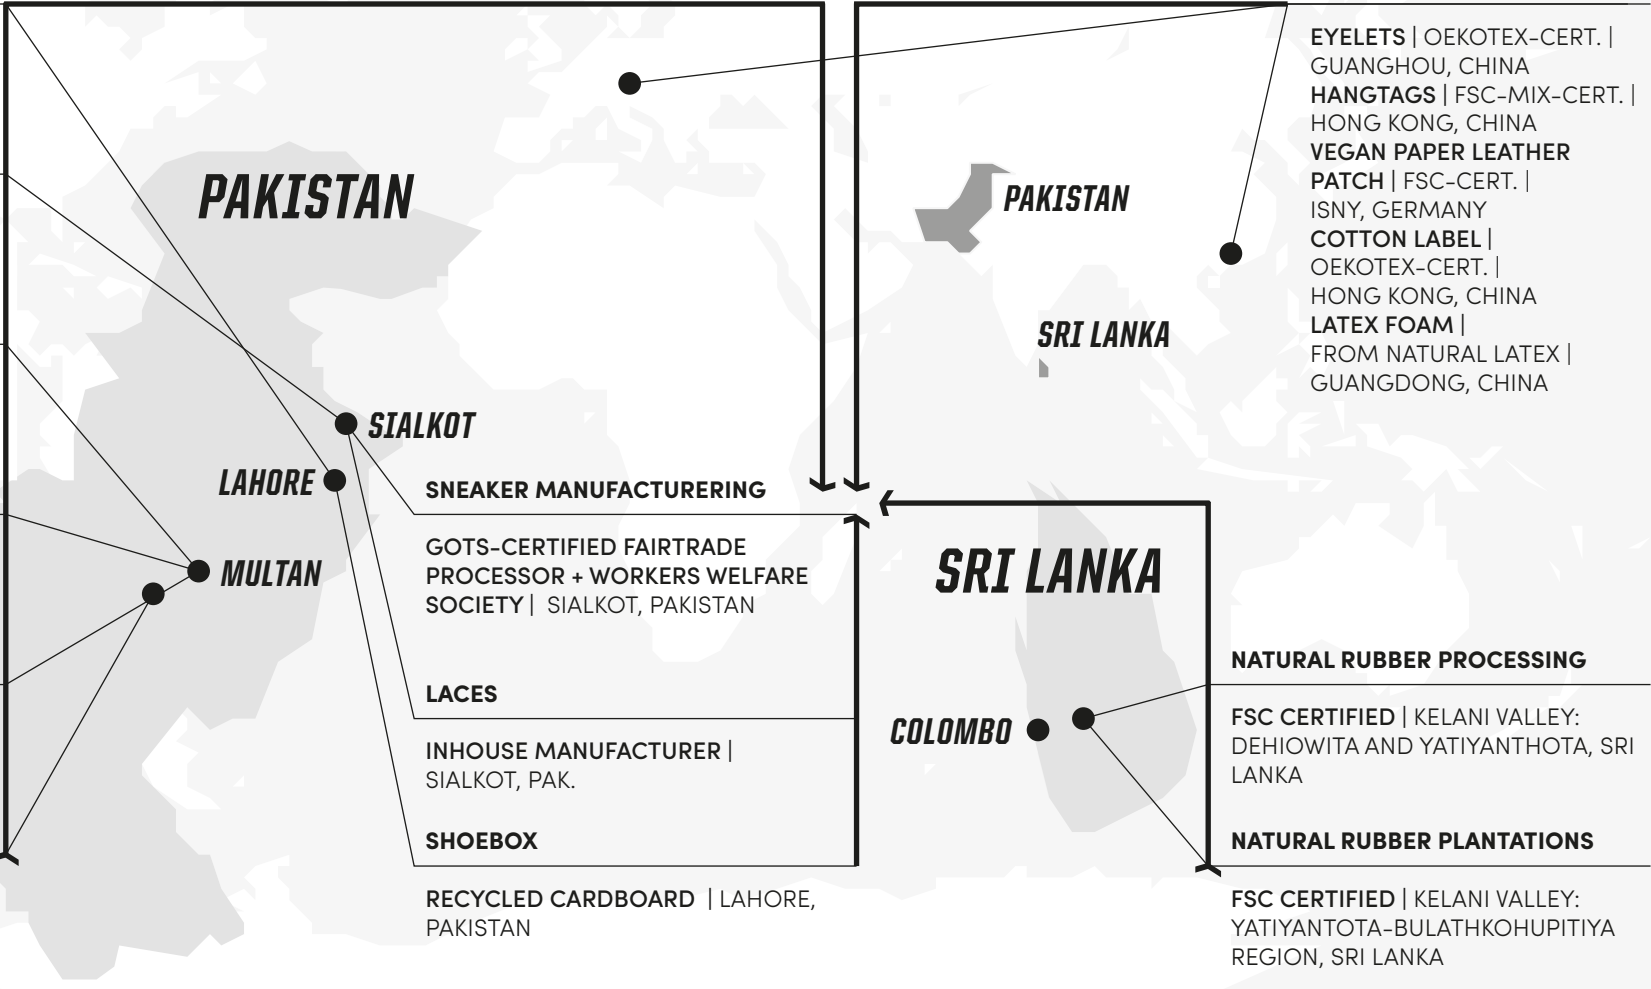 PAKISTAN
SIALKOT
LAHORE
MULTAN
SNEAKER MANUFACTURERING
GOTS-CERTIFIED FAIRTRADE
PROCESSOR + WORKERS WELFARE
SOCIETY | SIALKOT, PAKISTAN
LACES
INHOUSE MANUFACTURER |
SIALKOT, PAK.
SHOEBOX
RECYCLED CARDBOARD | LAHORE,
PAKISTAN
PAKISTAN
SRI LANKA
SRI LANKA
COLOMBO
EYELETS | OEKOTEX-CERT. |
GUANGHOU, CHINA
HANGTAGS | FSC-MIX-CERT. |
HONG KONG, CHINA
VEGAN PAPER LEATHER
PATCH | FSC-CERT. |
ISNY, GERMANY
COTTON LABEL |
OEKOTEX-CERT. |
HONG KONG, CHINA
LATEX FOAM |
FROM NATURAL LATEX |
GUANGDONG, CHINA
NATURAL RUBBER PROCESSING
FSC CERTIFIED | KELANI VALLEY:
DEHIOWITA AND YATIYANTHOTA, SRI
LANKA
NATURAL RUBBER PLANTATIONS
FSC CERTIFIED | KELANI VALLEY:
YATIYANTOTA-BULATHKOHUPITIYA
REGION, SRI LANKA